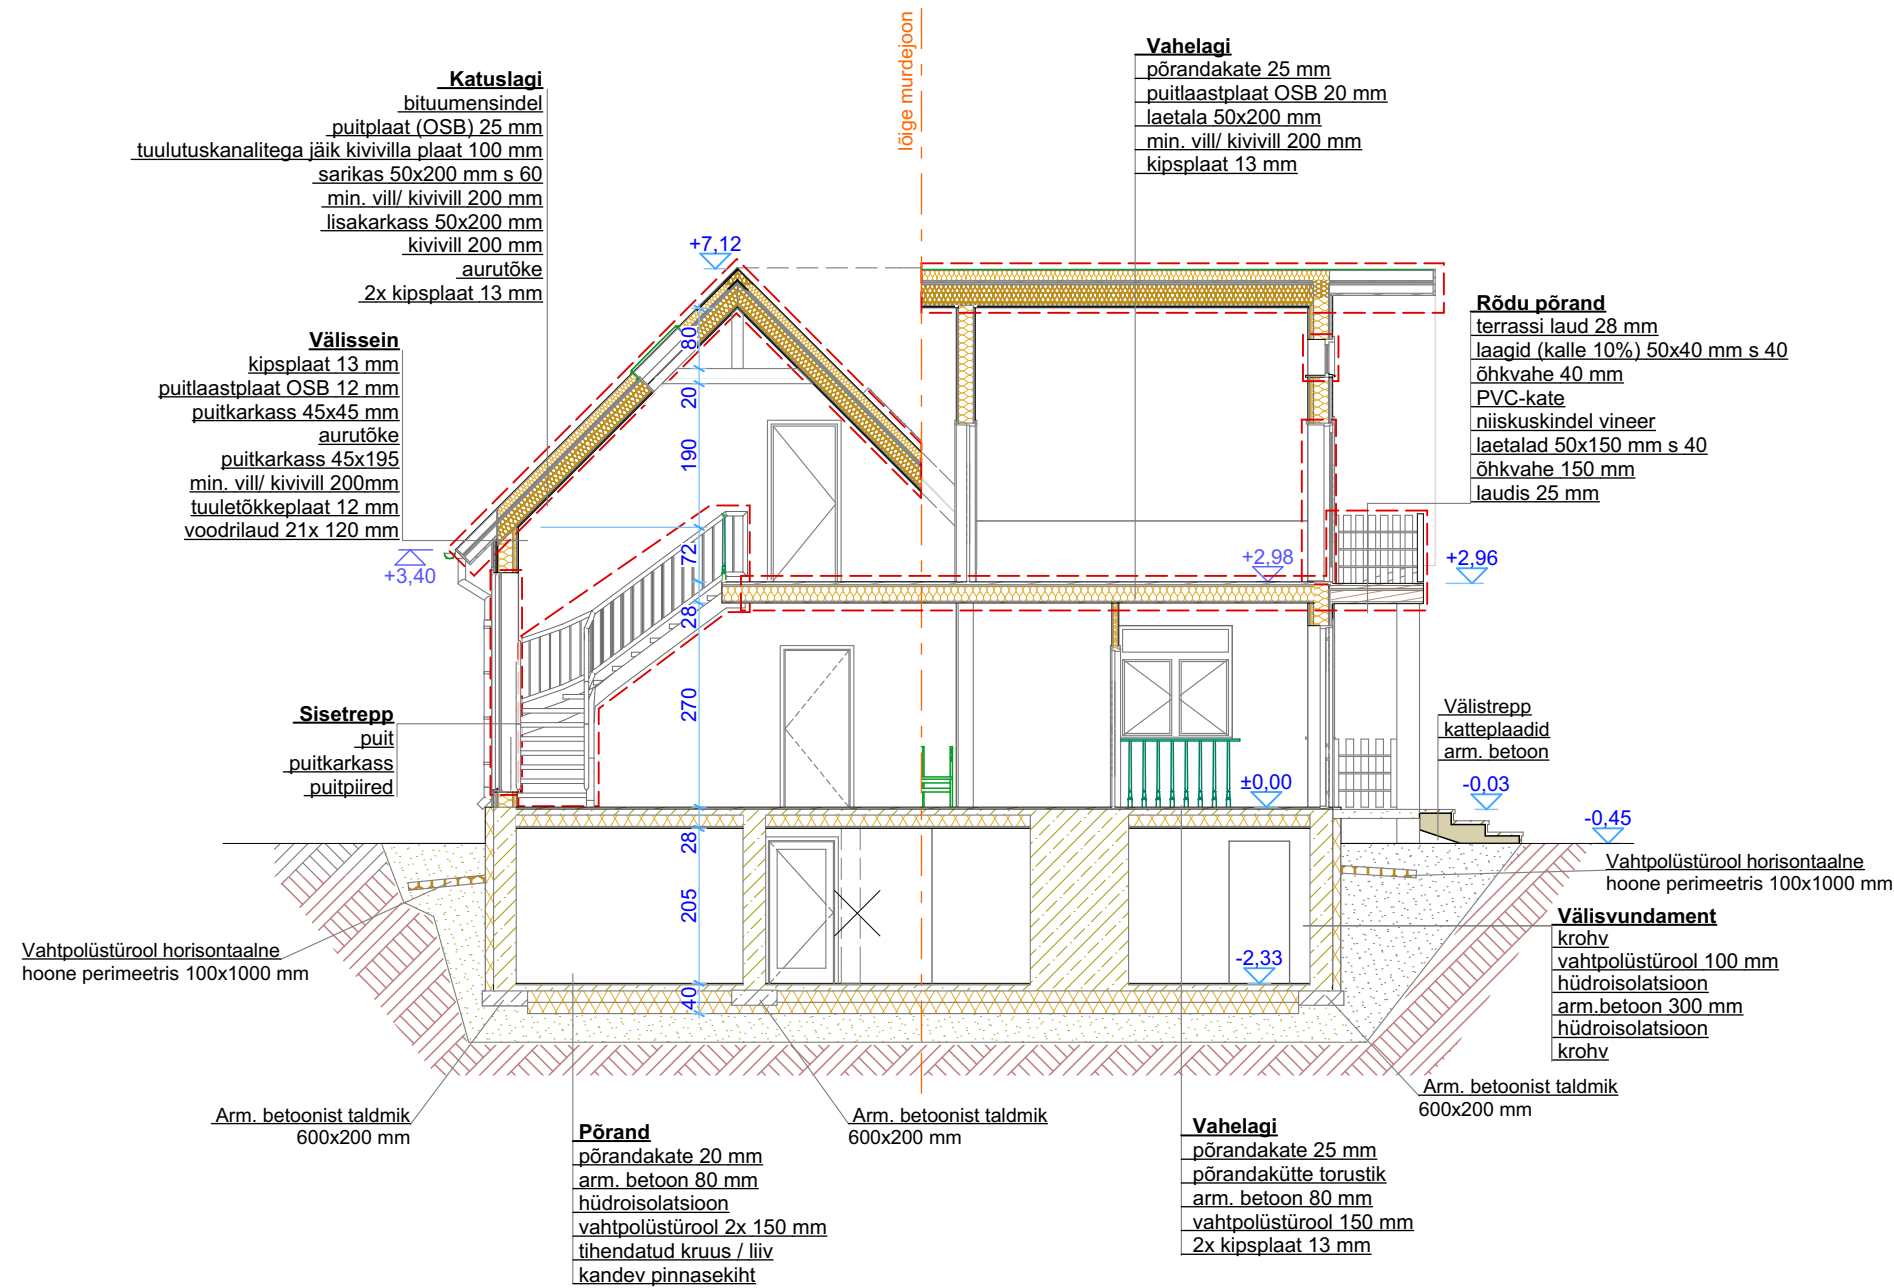 lõige murdejoon
Katuslagi
bituumensindel
puitplaat (OSB) 25 mm
tuulutuskanalitega jäik kivivilla plaat 100 mm
sarikas 50x200 mm s 60
min. vill/ kivivill 200 mm
lisakarkass 50x200 mm
kivivill 200 mm
aurutõke
2x kipsplaat 13 mm
Vahelagi
põrandakate 25 mm
puitlaastplaat OSB 20 mm
laetala 50x200 mm
min. vill/ kivivill 200 mm
kipsplaat 13 mm
Välissein
kipsplaat 13 mm
puitlaastplaat OSB 12 mm
puitkarkass 45x45 mm
aurutõke
puitkarkass 45x195
min. vill/ kivivill 200mm
tuuletõkkeplaat 12 mm
voodrilaud 21x 120 mm
Rõdu põrand
terrassi laud 28 mm
laagid (kalle 10%) 50x40 mm s 40
õhkvahe 40 mm
PVC-kate
niiskuskindel vineer
laetalad 50x150 mm s 40
õhkvahe 150 mm
laudis 25 mm
+7,12
80
20
190
72
28
270
28
205
40
+3,40
+2,98
+2,96
±0,00
-0,03
-0,45
-2,33
Sisetrepp
puit
puitkarkass
puitpiired
Välistrepp
katteplaadid
arm. betoon
Vahtpolüstürool horisontaalne
hoone perimeetris 100x1000 mm
Vahtpolüstürool horisontaalne
hoone perimeetris 100x1000 mm
Välisvundament
krohv
vahtpolüstürool 100 mm
hüdroisolatsioon
arm.betoon 300 mm
hüdroisolatsioon
krohv
Arm. betoonist taldmik
600x200 mm
Arm. betoonist taldmik
600x200 mm
Arm. betoonist taldmik
600x200 mm
Põrand
põrandakate 20 mm
arm. betoon 80 mm
hüdroisolatsioon
vahtpolüstürool 2x 150 mm
tihendatud kruus / liiv
kandev pinnasekiht
Vahelagi
põrandakate 25 mm
põrandakütte torustik
arm. betoon 80 mm
vahtpolüstürool 150 mm
2x kipsplaat 13 mm